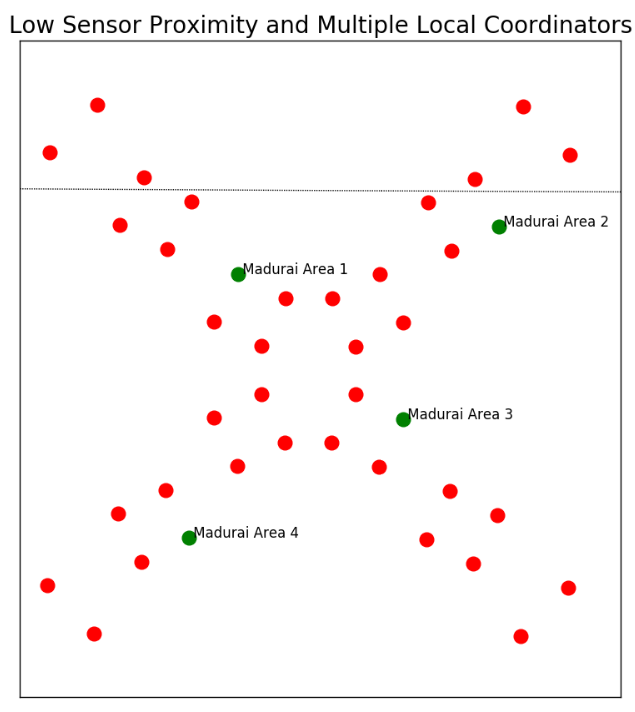 Low Sensor Proximity and Multiple Local Coordinators
Madurai Area 2
Madurai Area 1
Madurai Area 3
Madurai Area 4